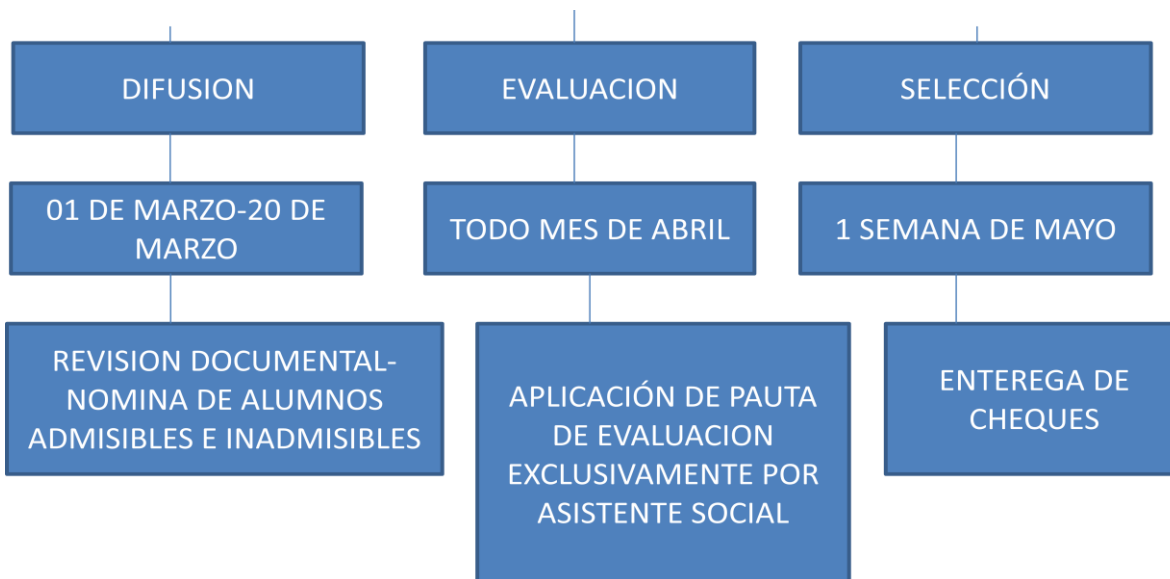 DIFUSION
EVALUACION
SELECCIÓN
01 DE MARZO-20 DE
MARZO
TODO MES DE ABRIL
1 SEMANA DE MAYO
REVISION DOCUMENTAL-
NOMINA DE ALUMNOS
ADMISIBLES E INADMISIBLES
APLICACIÓN DE PAUTA
DE EVALUACION
EXCLUSIVAMENTE POR
ASISTENTE SOCIAL
ENTEREGA DE
CHEQUES